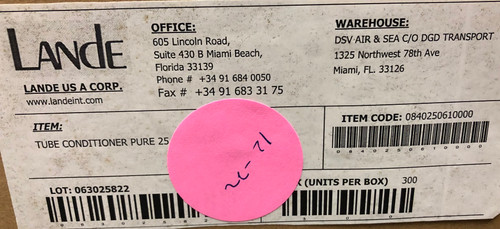 LANDE
LANDE US A CORP.
www.landeint.com
OFFICE:
605 Lincoln Road,
Suite 430 B Miami Beach,
Florida 33139
Phone # +34 91 684 0050
Fax # +34 91 683 31 75
WAREHOUSE:
DSV AIR & SEA C/O DGD TRANSPORT
1325 Northwest 78th Ave
Miami, FL. 33126
ITEM:
TUBE CONDITIONER PURE 25
ITEM CODE: 0840250610000
0840250610000
LOT: 063025822
(UNITS PER BOX) 300